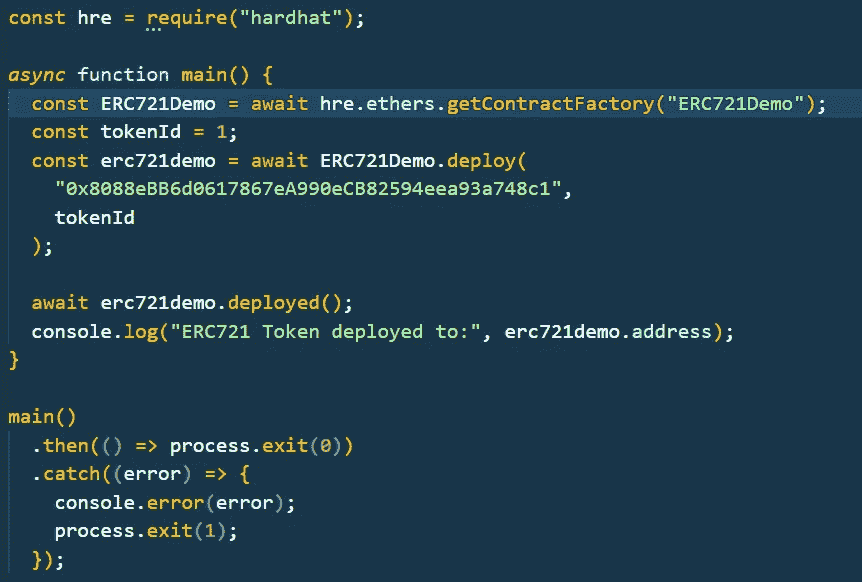 const hre = require("hardhat");
async function main() {
const ERC721Demo = await hre.ethers.getContractFactory("ERC721Demo");
const tokenId = 1;
const erc721demo = await ERC721Demo.deploy(
"0x8088eBB6d0617867eA990eCB82594eea93a748c1",
tokenId
);
await erc721demo.deployed();
console.log("ERC721 Token deployed to:", erc721demo.address);
}
main()
.then(() => process.exit(0))
.catch((error) => {
console.error(error);
process.exit(1);
});